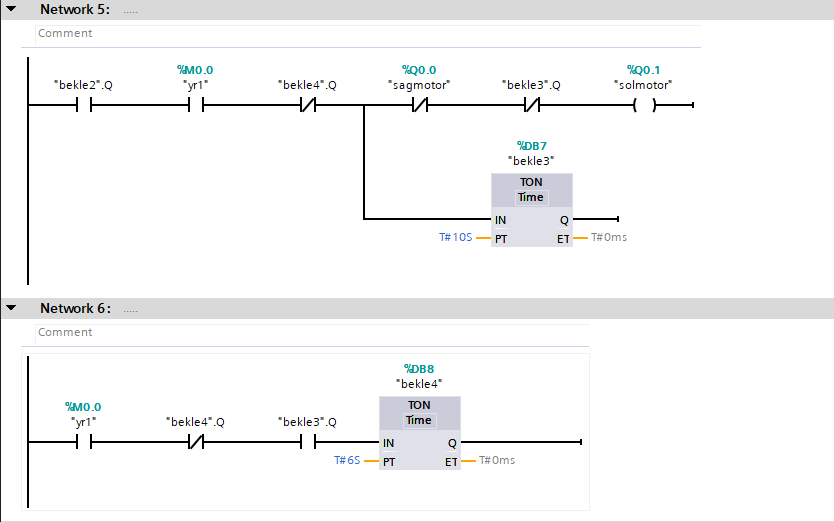 Network 5: .....
Comment
%M0.0 %Q0.0 %Q0.1
"bekle2".Q "yr1" "bekle4".Q "sagmotor" "bekle3".Q "solmotor"
%DB7
"bekle3"
TON
Time
IN Q
T#10S PT ET T#0ms
Network 6: .....
Comment
%DB8
"bekle4"
%M0.0 TON
"yr1" "bekle4".Q "bekle3".Q Time
IN Q
T#6S PT ET T#0ms